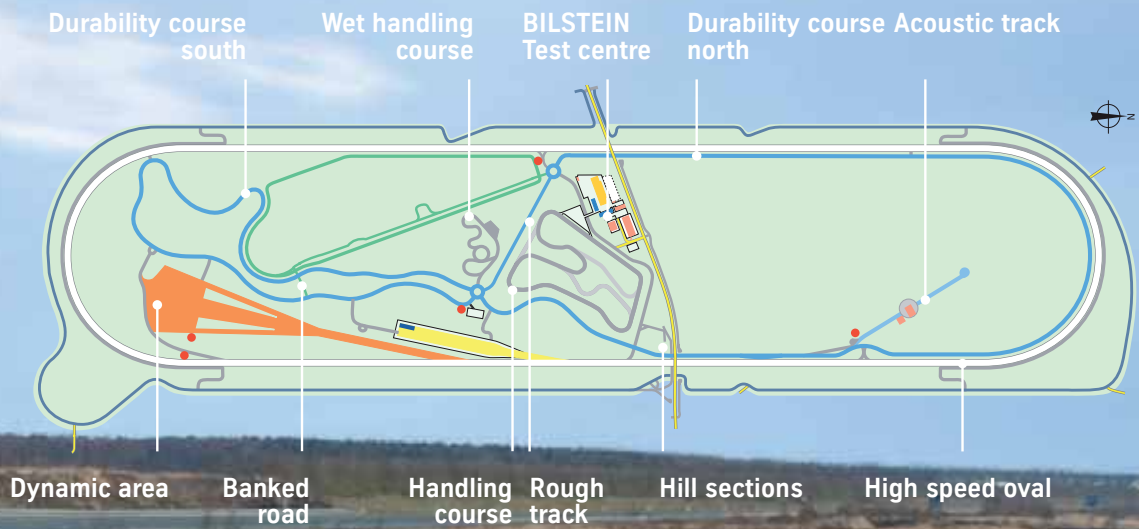 Durability course
south
Wet handling
course
BILSTEIN
Test centre
Durability course
north
Acoustic track
N
Dynamic area
Banked
road
Handling
course
Rough
track
Hill sections
High speed oval